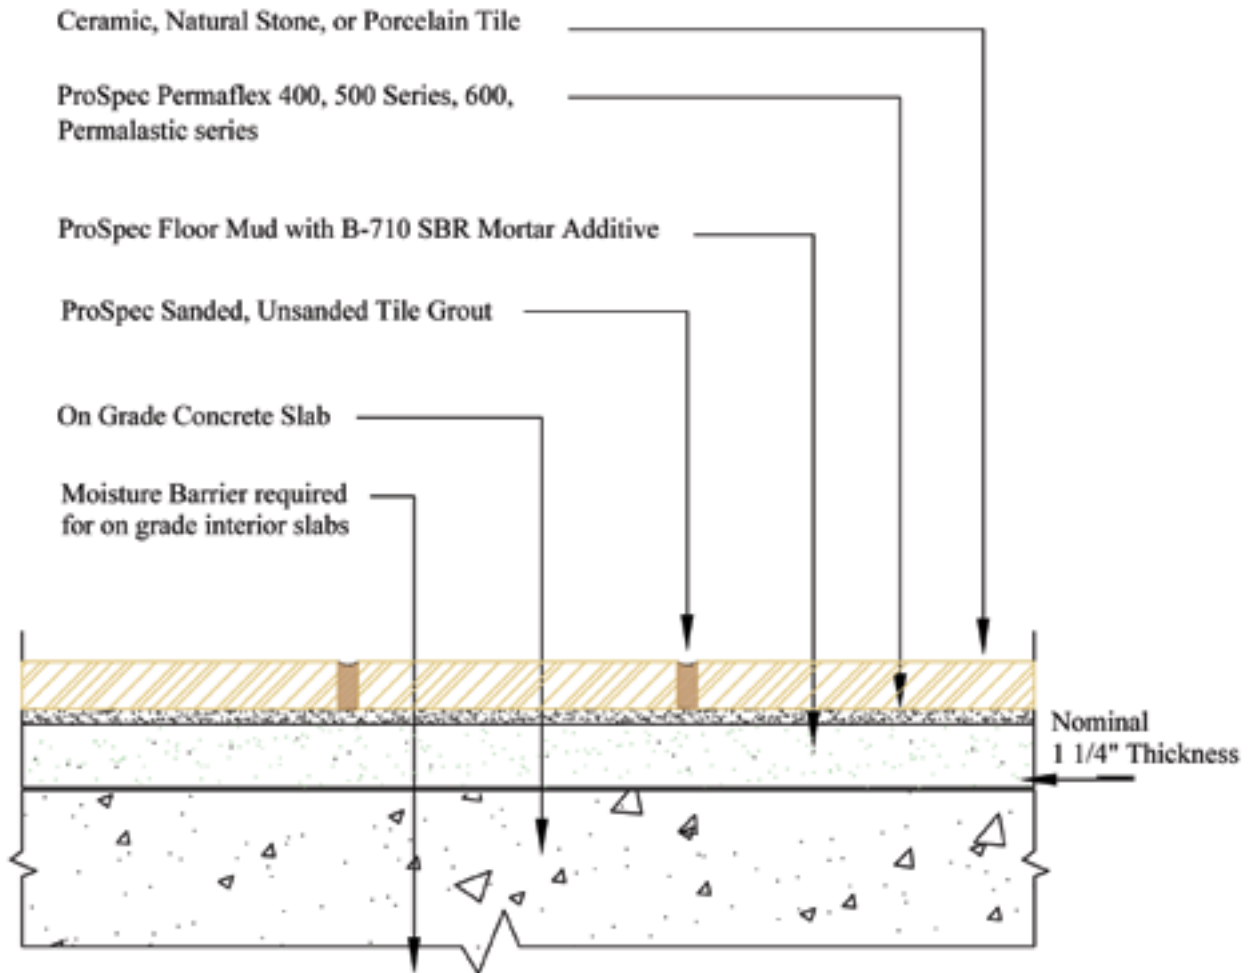 Ceramic, Natural Stone, or Porcelain Tile
ProSpec Permaflex 400, 500 Series, 600,
Permalastic series
ProSpec Floor Mud with B-710 SBR Mortar Additive
ProSpec Sanded, Unsanded Tile Grout
On Grade Concrete Slab
Moisture Barrier required
for on grade interior slabs
Nominal
1 1/4" Thickness